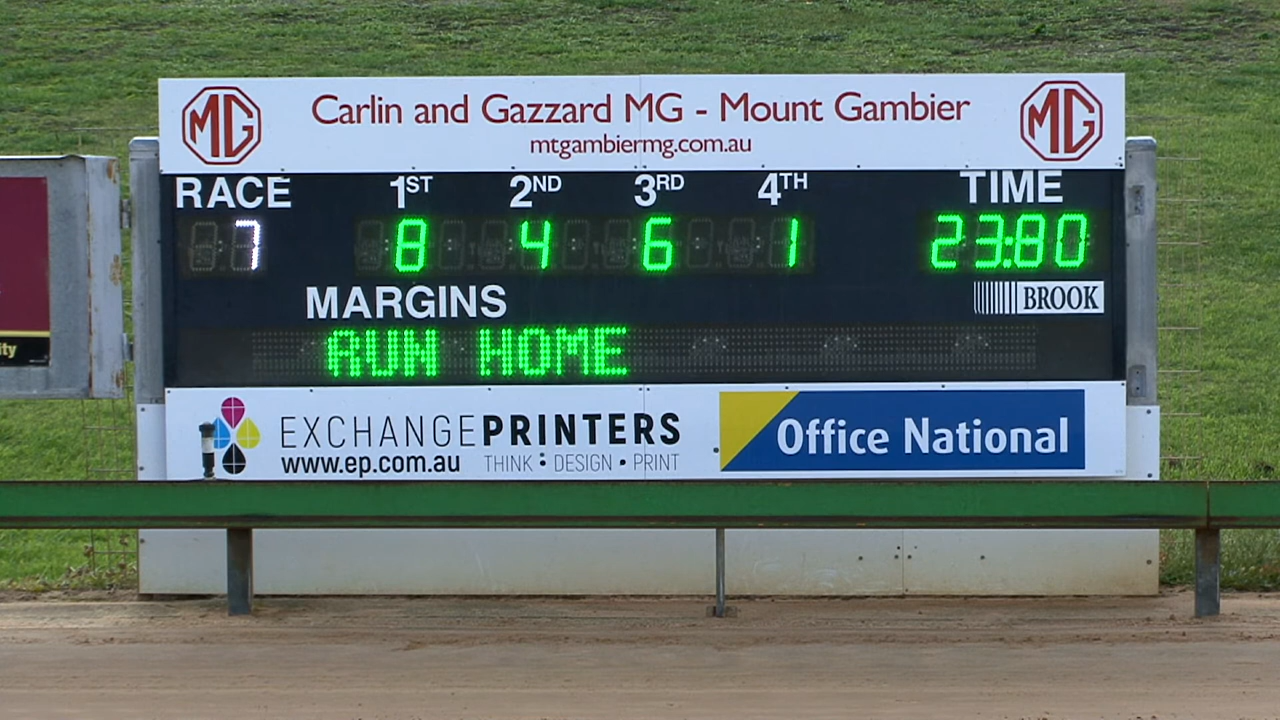 MG Carlin and Gazzard MG - Mount Gambier MG
mtgambiermg.com.au
RACE 1ST 2ND 3RD 4TH TIME
7 8 4 6 1 23:80
MARGINS BROOK
RUN HOME
EXCHANGEPRINTERS
www.ep.com.au THINK • DESIGN • PRINT
Office National
ity